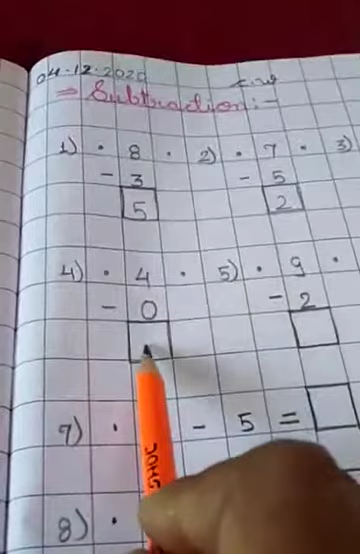 04-12-2020 C.W
⇒ Subtraction:-
1) • 8 • 2) • 7 • 3)
- 3 - 5
5 2
4) • 4 • 5) • 9 •
- 0 - 2
7) • - 5 =
8) •